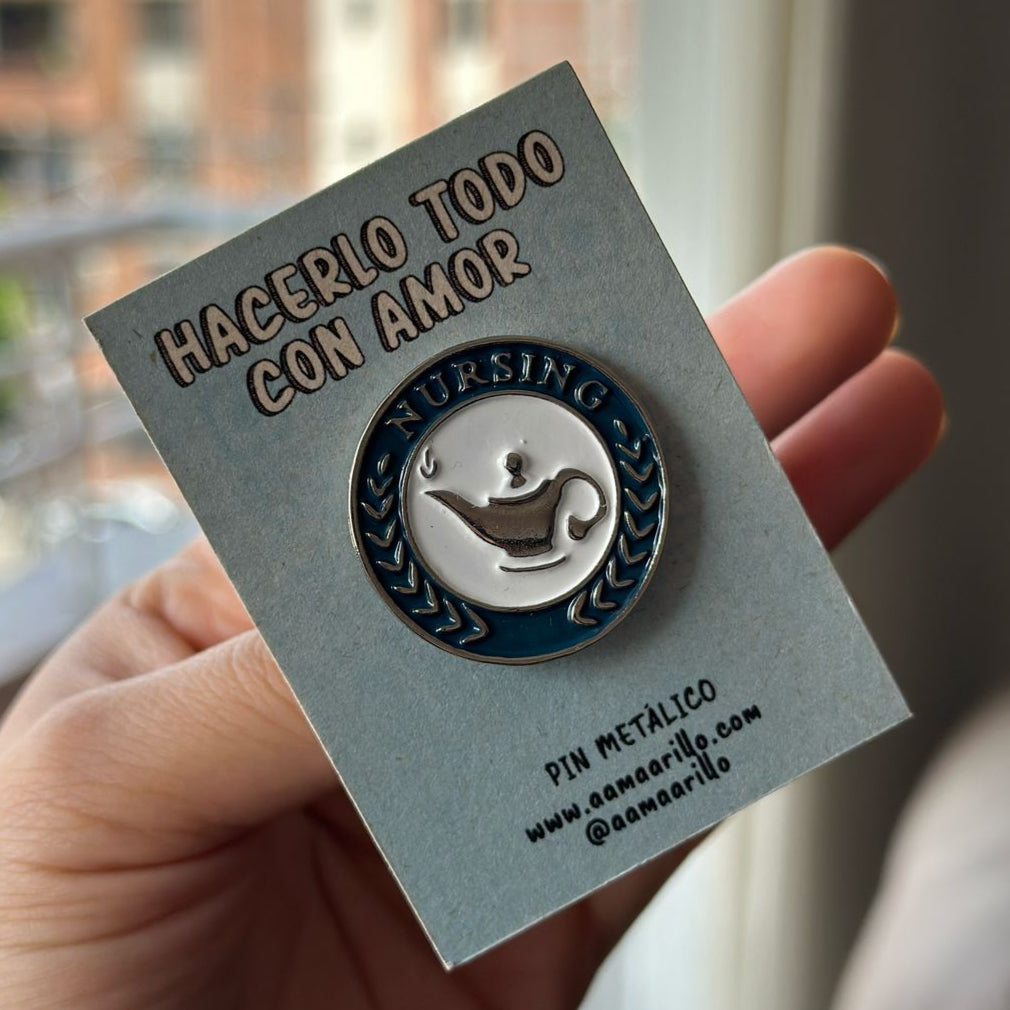 HACERLO TODO
CON AMOR
NURSING
PIN METÁLICO
www.aamaarillo.com
@aamaarillo